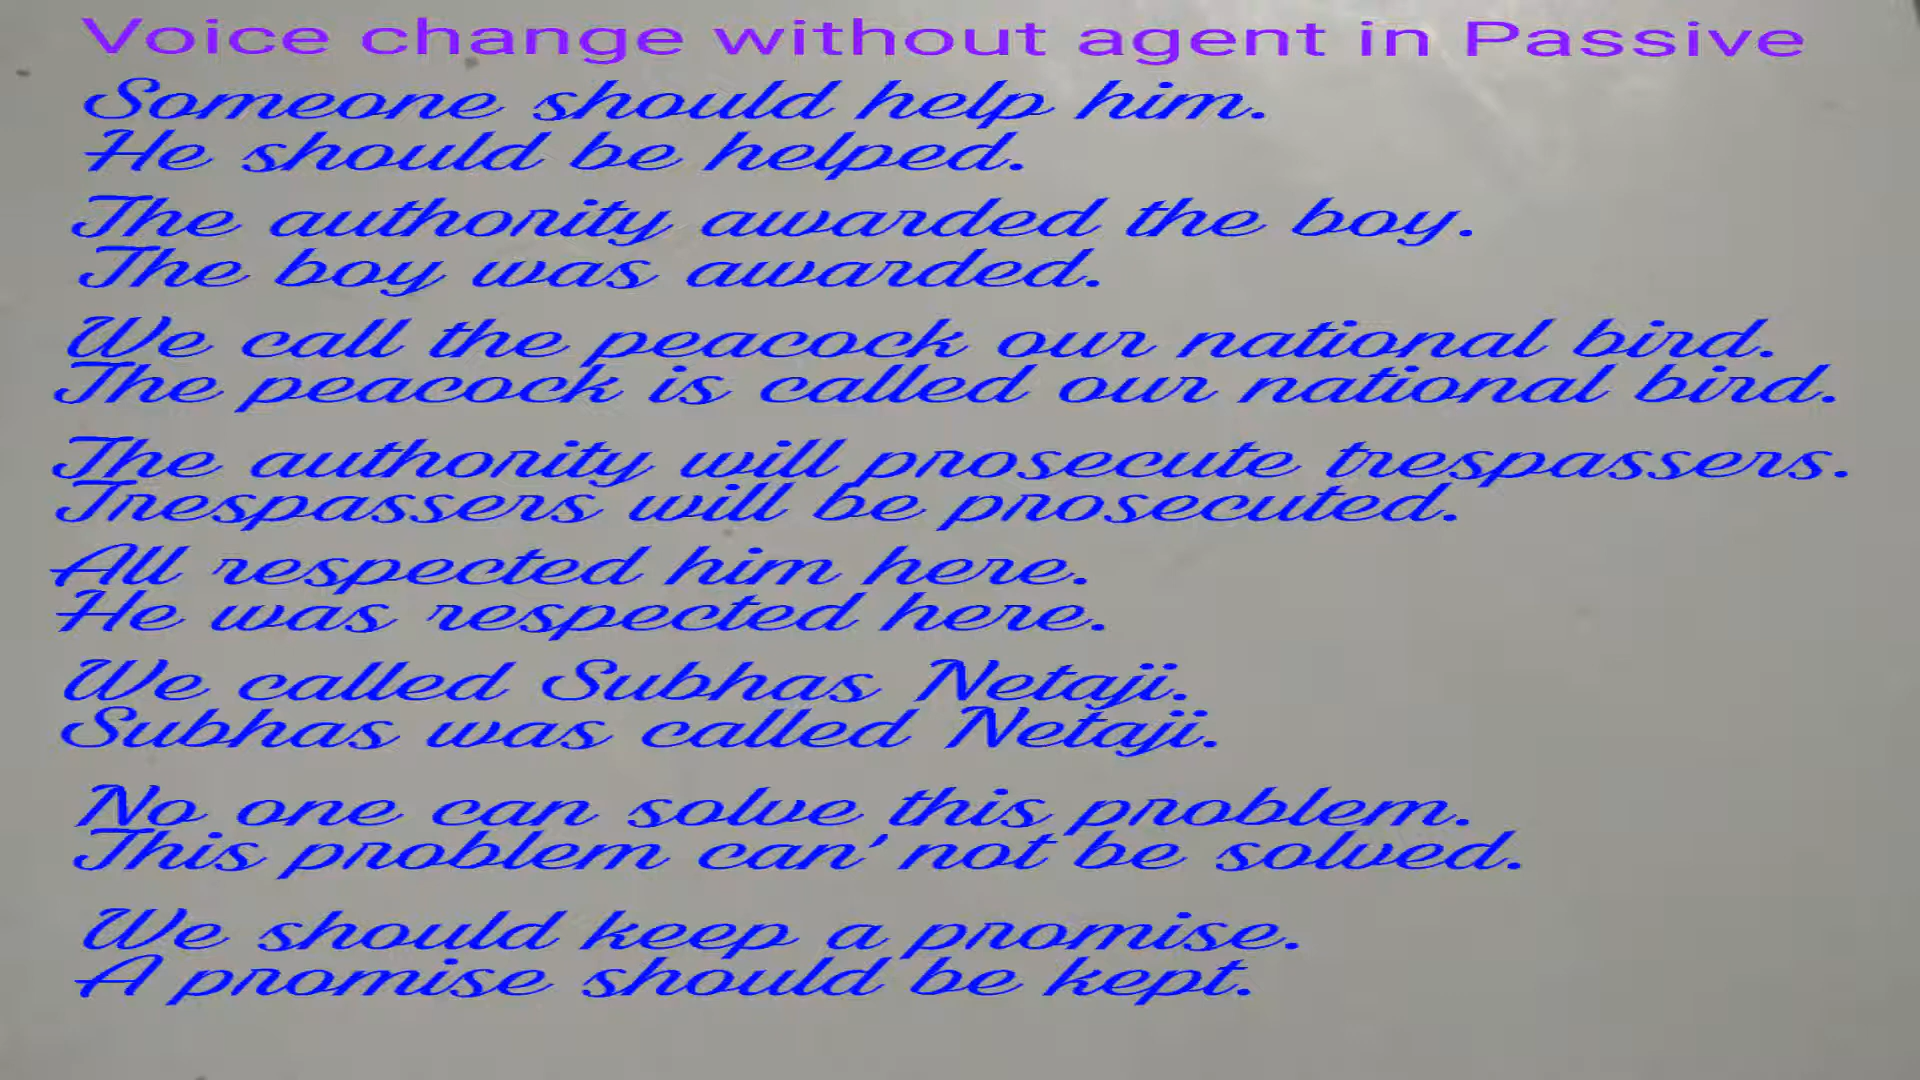 Voice change without agent in Passive
Someone should help him.
He should be helped.
The authority awarded the boy.
The boy was awarded.
We call the peacock our national bird.
The peacock is called our national bird.
The authority will prosecute trespassers.
Trespassers will be prosecuted.
All respected him here.
He was respected here.
We called Subhas Netaji.
Subhas was called Netaji.
No one can solve this problem.
This problem can' not be solved.
We should keep a promise.
A promise should be kept.